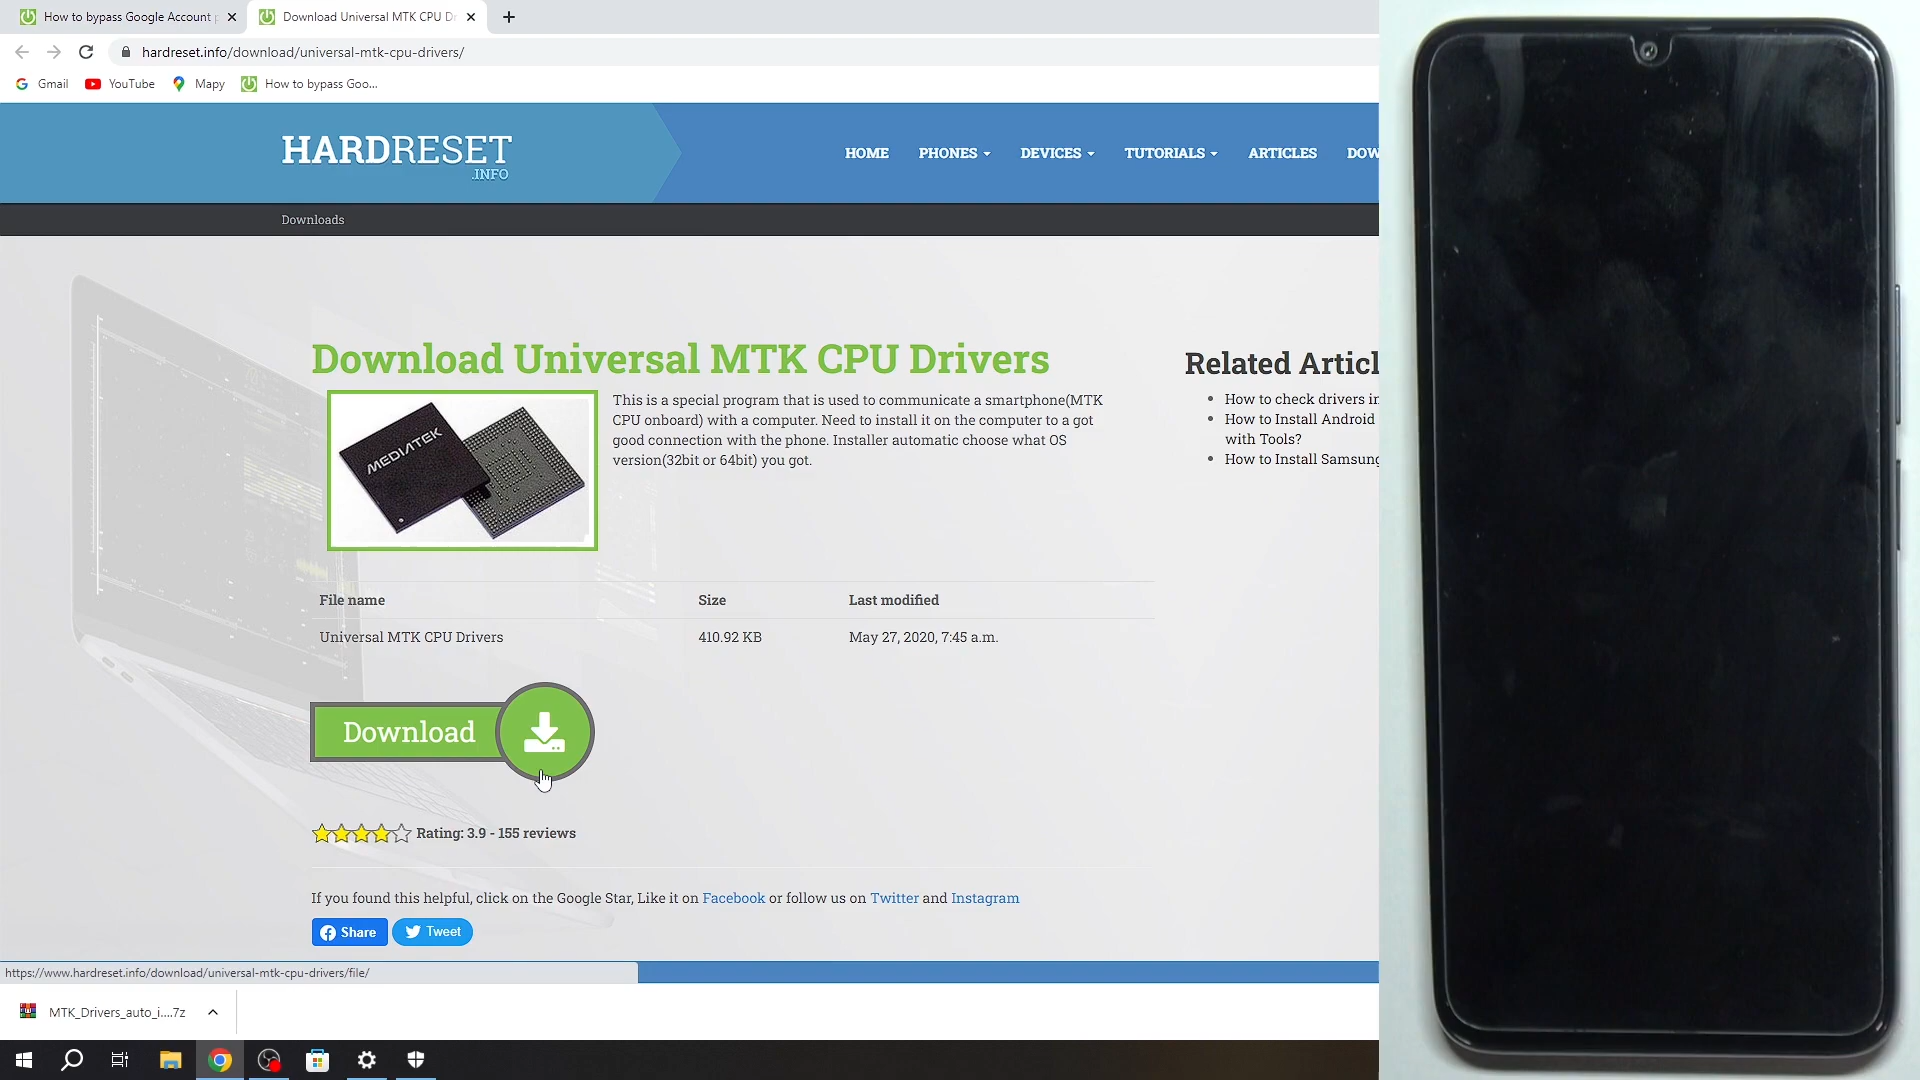 How to bypass Google Account
Download Universal MTK CPU Dr
hardreset.info/download/universal-mtk-cpu-drivers/
Gmail
YouTube
Mapy
How to bypass Goo...
HARDRESET
.INFO
HOME
PHONES
DEVICES
TUTORIALS
ARTICLES
DOW
Downloads
Download Universal MTK CPU Drivers
MEDIATEK
This is a special program that is used to communicate a smartphone(MTK
CPU onboard) with a computer. Need to install it on the computer to a got
good connection with the phone. Installer automatic choose what OS
version(32bit or 64bit) you got.
Related Articl
How to check drivers in
How to Install Android
with Tools?
How to Install Samsung
File name Size Last modified
Universal MTK CPU Drivers 410.92 KB May 27, 2020, 7:45 a.m.
Download
Rating: 3.9 - 155 reviews
If you found this helpful, click on the Google Star, Like it on Facebook or follow us on Twitter and Instagram
Share
Tweet
https://www.hardreset.info/download/universal-mtk-cpu-drivers/file/
MTK_Drivers_auto_i....7z